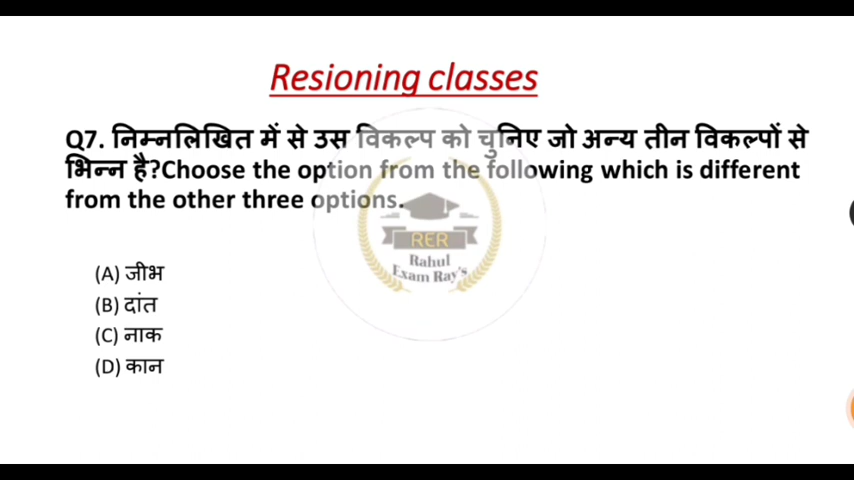 Resioning classes
Q7. निम्नलिखित में से उस विकल्प को चुनिए जो अन्य तीन विकल्पों से
भिन्न है?Choose the option from the following which is different
from the other three options.
RER
Rahul
Exam Ray's
(A) जीभ
(B) दांत
(C) नाक
(D) कान